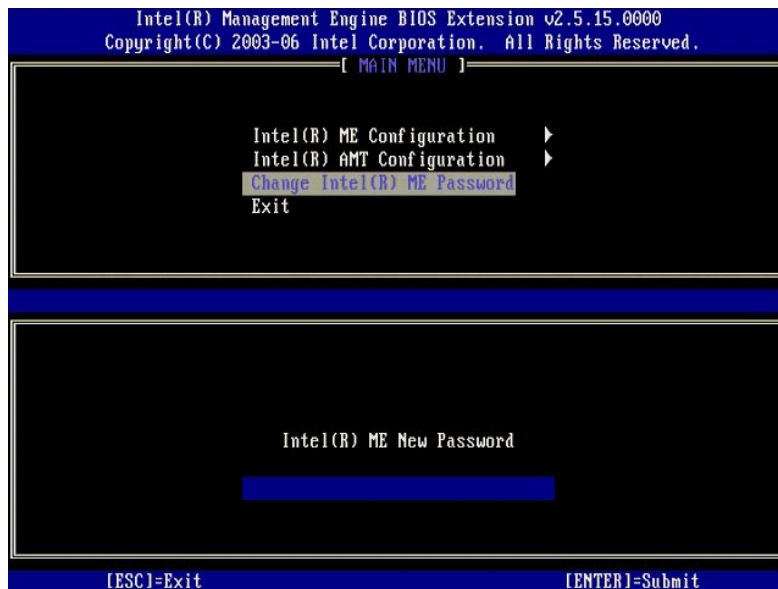 Intel(R) Management Engine BIOS Extension v2.5.15.0000
Copyright(C) 2003-06 Intel Corporation. All Rights Reserved.
[ MAIN MENU ]
Intel(R) ME Configuration
Intel(R) AMT Configuration
Change Intel(R) ME Password
Exit
Intel(R) ME New Password
[ESC]=Exit [ENTER]=Submit